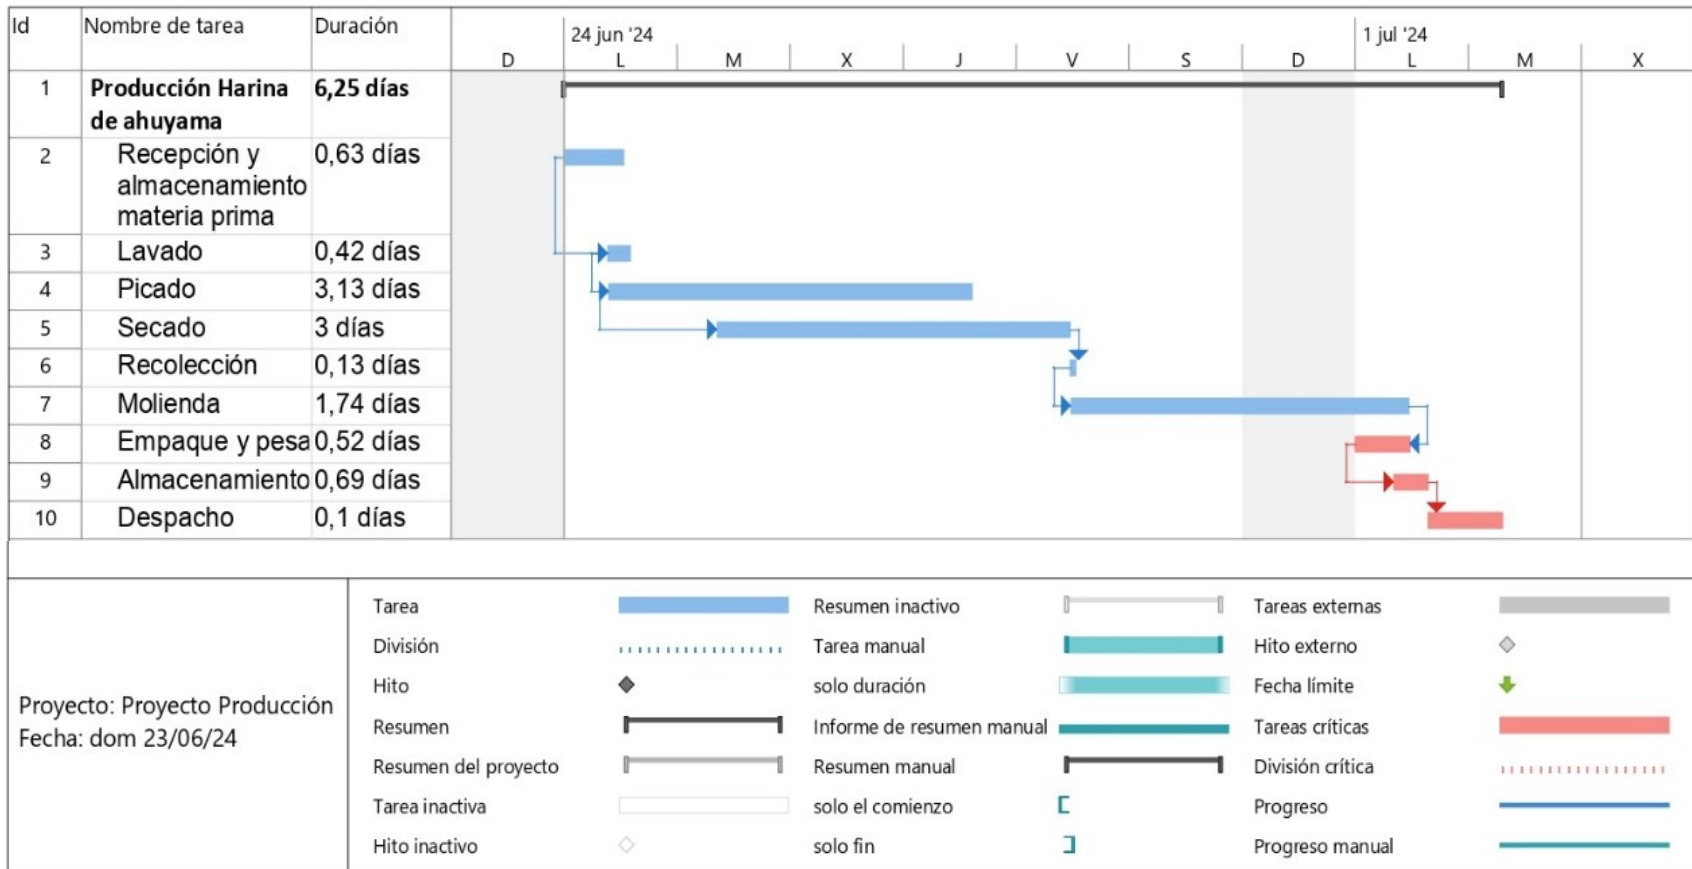 Id Nombre de tarea Duración
24 jun '24 1 jul '24
D L M X J V S D L M X
1 Producción Harina 6,25 días
de ahuyama
2 Recepción y 0,63 días
almacenamiento
materia prima
3 Lavado 0,42 días
4 Picado 3,13 días
5 Secado 3 días
6 Recolección 0,13 días
7 Molienda 1,74 días
8 Empaque y pesa 0,52 días
9 Almacenamiento 0,69 días
10 Despacho 0,1 días
Proyecto: Proyecto Producción
Fecha: dom 23/06/24
Tarea Resumen inactivo Tareas externas
División Tarea manual Hito externo
Hito solo duración Fecha límite
Resumen Informe de resumen manual Tareas críticas
Resumen del proyecto Resumen manual División crítica
Tarea inactiva solo el comienzo Progreso
Hito inactivo solo fin Progreso manual